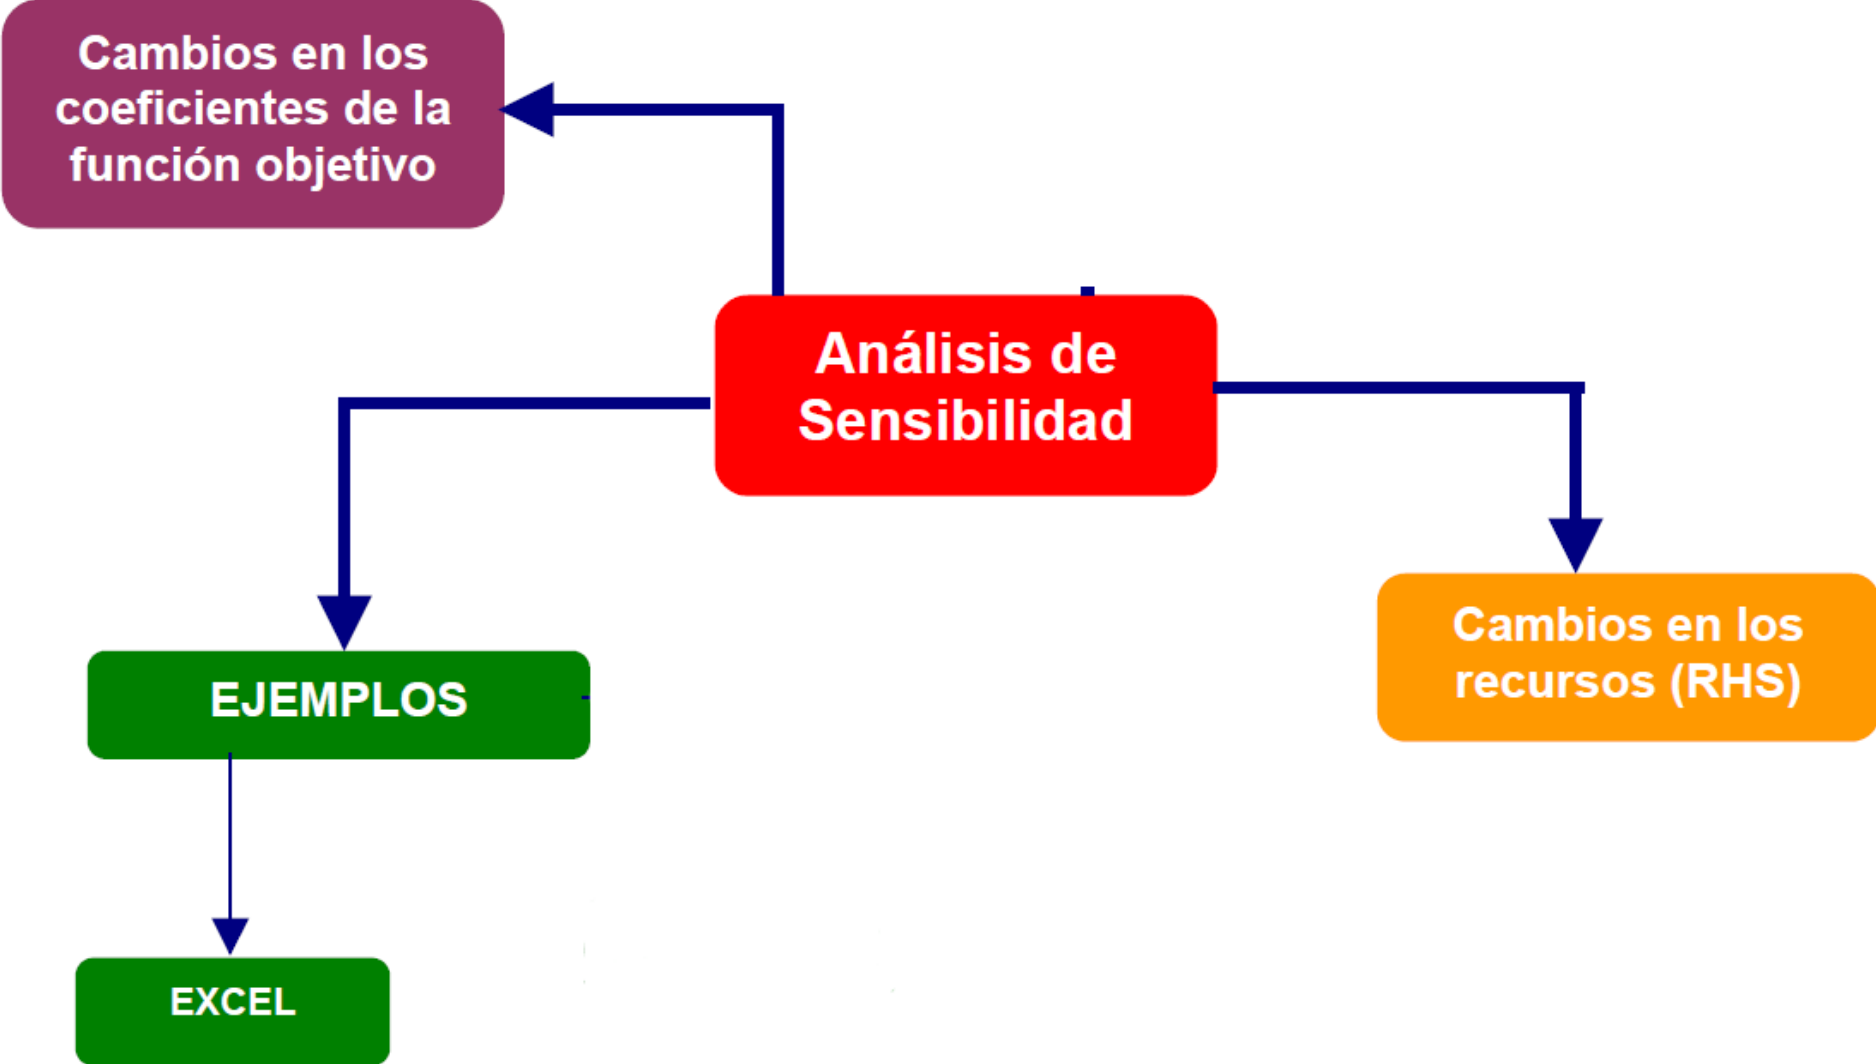 Cambios en los
coeficientes de la
función objetivo
Análisis de
Sensibilidad
Cambios en los
recursos (RHS)
EJEMPLOS
EXCEL